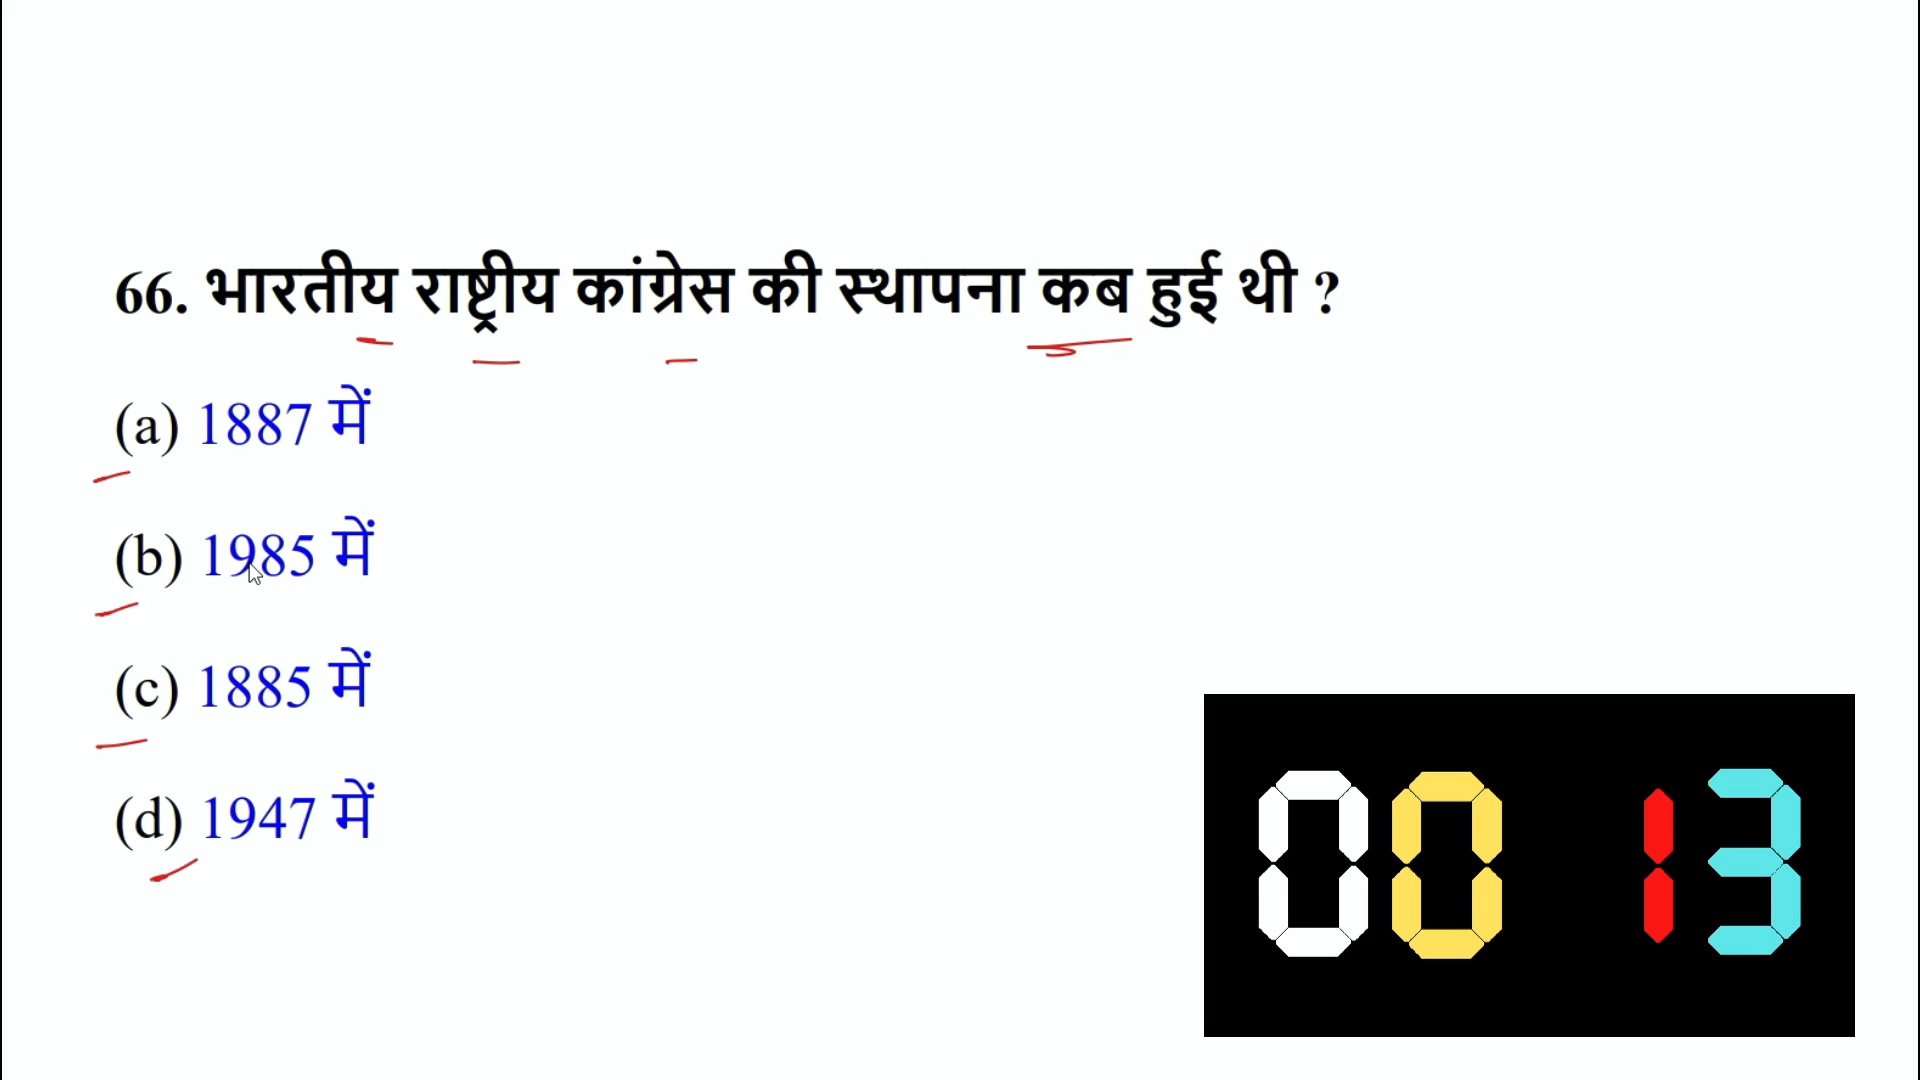 66. भारतीय राष्ट्रीय कांग्रेस की स्थापना कब हुई थी ?
(a) 1887 में
(b) 1985 में
(c) 1885 में
(d) 1947 में
00 13